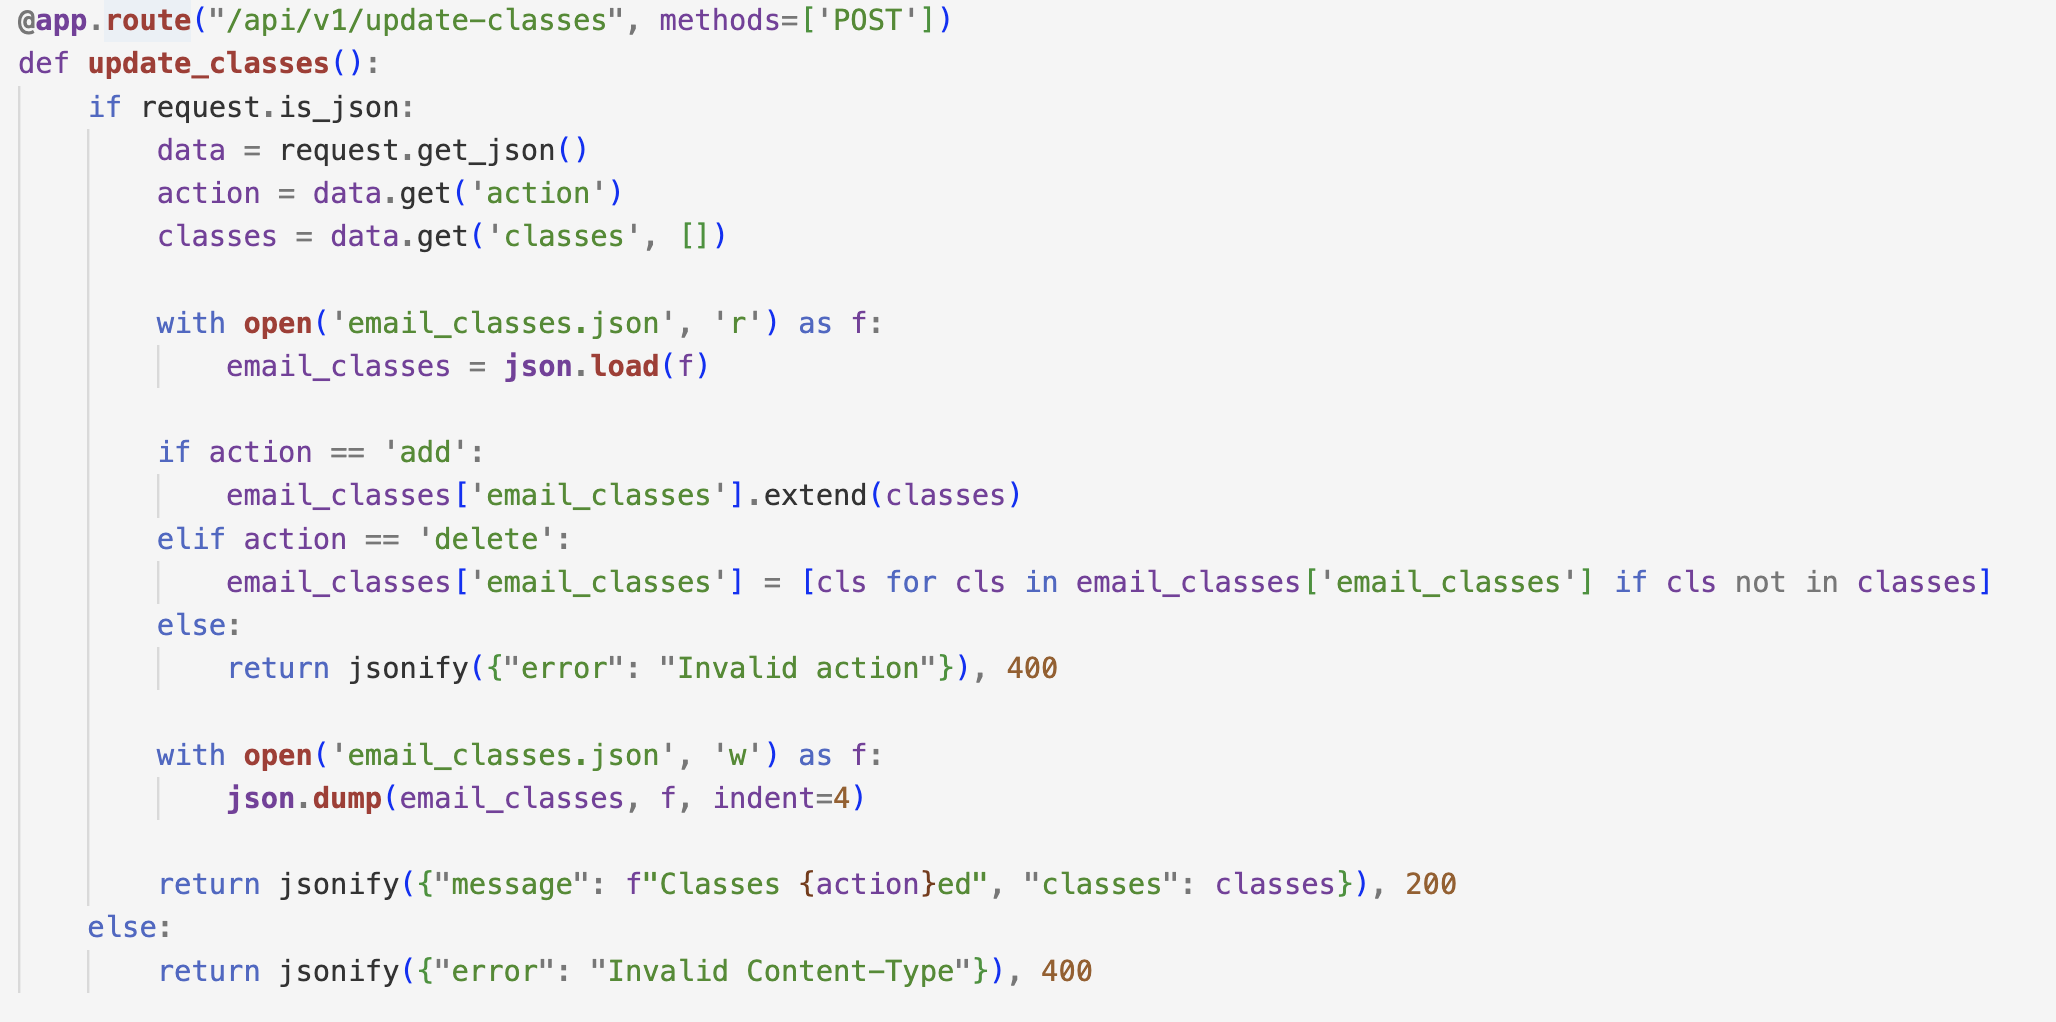 @app.route("/api/v1/update-classes", methods=['POST'])
def update_classes():
    if request.is_json:
        data = request.get_json()
        action = data.get('action')
        classes = data.get('classes', [])

        with open('email_classes.json', 'r') as f:
            email_classes = json.load(f)

        if action == 'add':
            email_classes['email_classes'].extend(classes)
        elif action == 'delete':
            email_classes['email_classes'] = [cls for cls in email_classes['email_classes'] if cls not in classes]
        else:
            return jsonify({"error": "Invalid action"}), 400

        with open('email_classes.json', 'w') as f:
            json.dump(email_classes, f, indent=4)

        return jsonify({"message": f"Classes {action}ed", "classes": classes}), 200
    else:
        return jsonify({"error": "Invalid Content-Type"}), 400